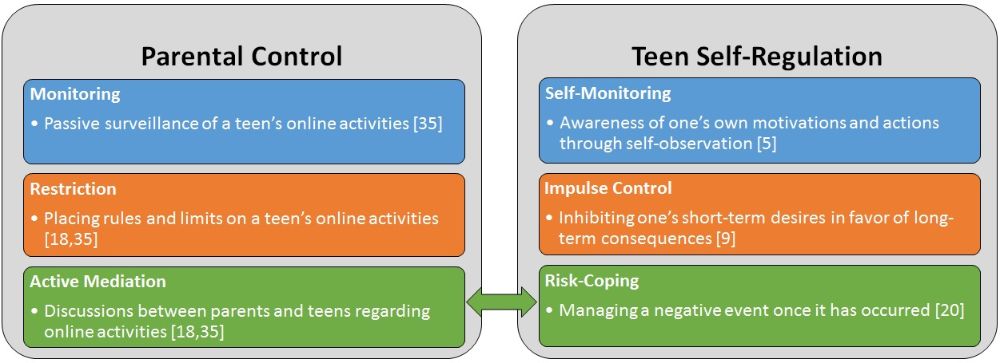 Parental Control
Monitoring
• Passive surveillance of a teen's online activities [35]
Restriction
• Placing rules and limits on a teen's online activities
[18,35]
Active Mediation
• Discussions between parents and teens regarding
online activities [18,35]
Teen Self-Regulation
Self-Monitoring
• Awareness of one's own motivations and actions
through self-observation [5]
Impulse Control
• Inhibiting one's short-term desires in favor of long-
term consequences [9]
Risk-Coping
• Managing a negative event once it has occurred [20]